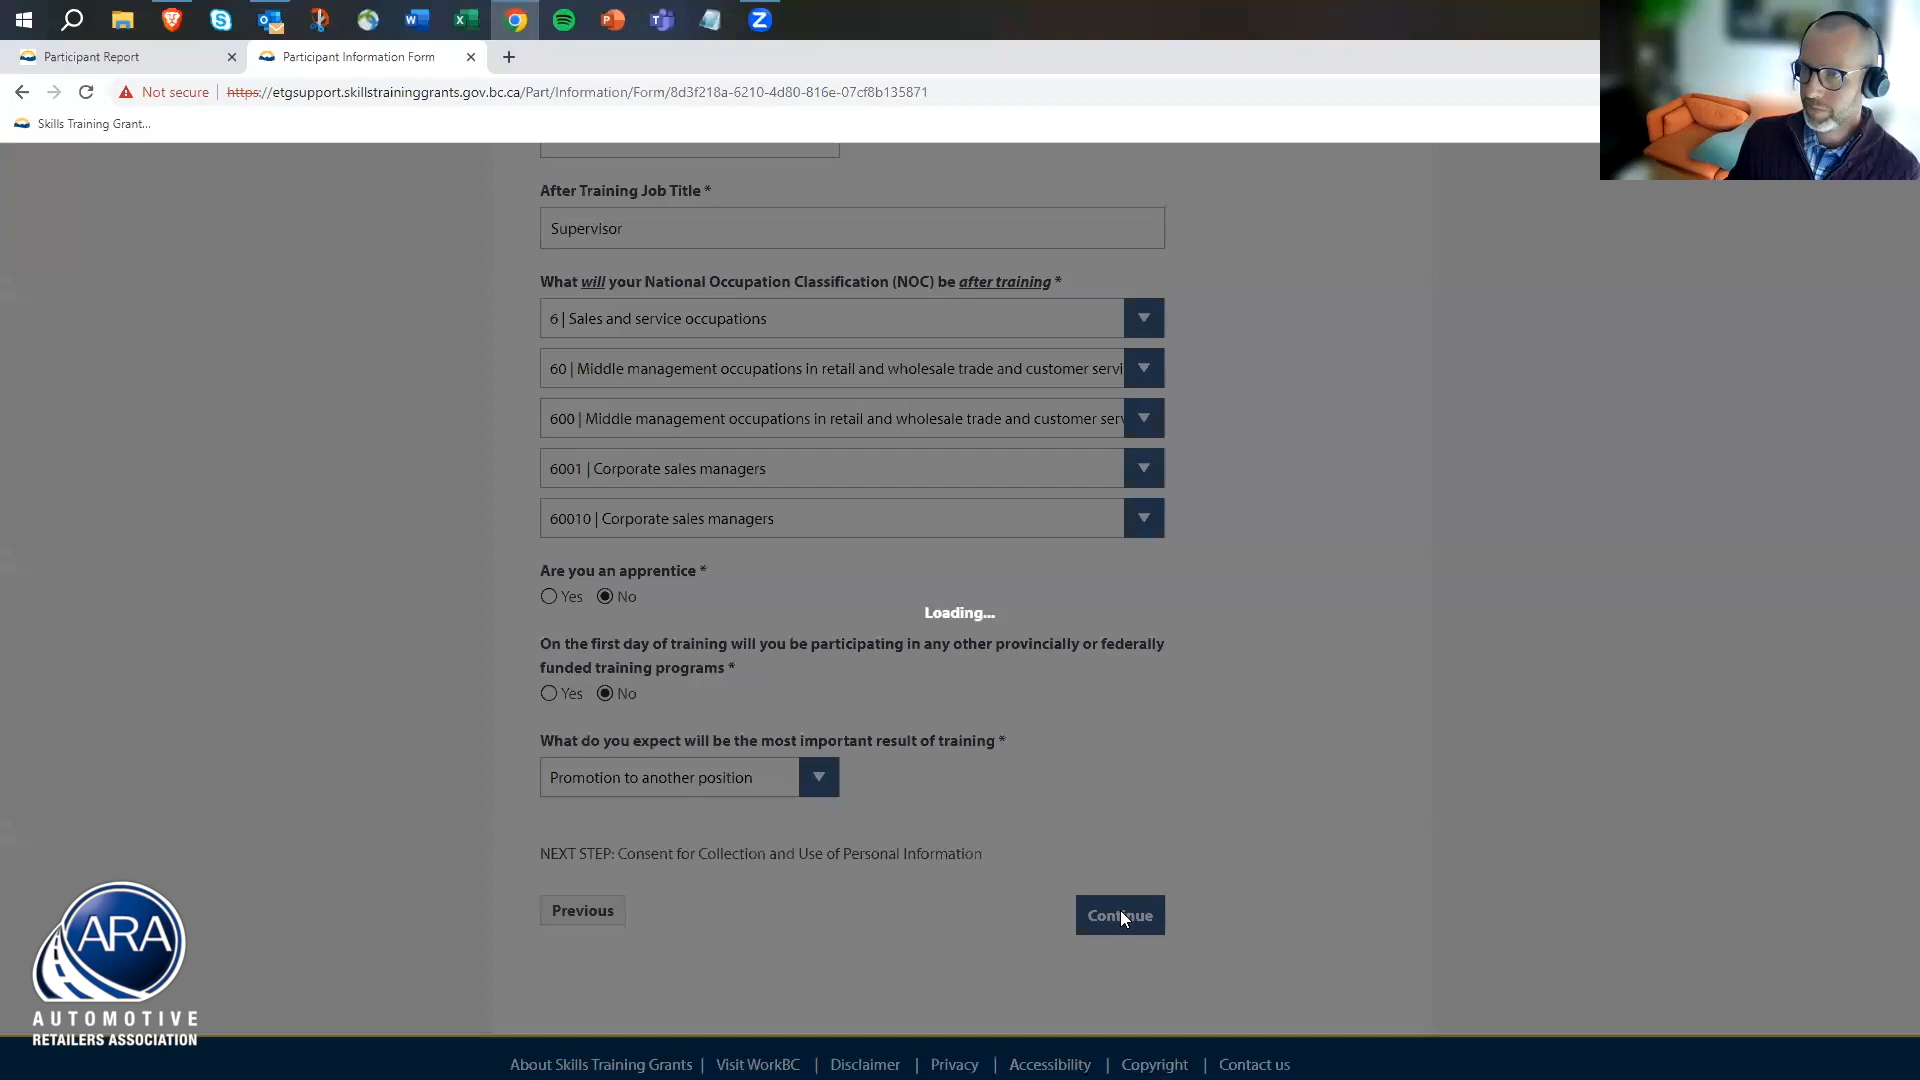 Participant Report
Participant Information Form
Not secure
https://etgsupport.skillstraininggrants.gov.bc.ca/Part/Information/Form/8d3f218a-6210-4d80-816e-07cf8b135871
Skills Training Grant...
After Training Job Title *
Supervisor
What will your National Occupation Classification (NOC) be after training *
6 | Sales and service occupations
60 | Middle management occupations in retail and wholesale trade and customer servi
600 | Middle management occupations in retail and wholesale trade and customer serv
6001 | Corporate sales managers
60010 | Corporate sales managers
Are you an apprentice *
Yes No
Loading...
On the first day of training will you be participating in any other provincially or federally
funded training programs *
Yes No
What do you expect will be the most important result of training *
Promotion to another position
NEXT STEP: Consent for Collection and Use of Personal Information
Previous
Continue
ARA
AUTOMOTIVE
RETAILERS ASSOCIATION
About Skills Training Grants | Visit WorkBC | Disclaimer | Privacy | Accessibility | Copyright | Contact us